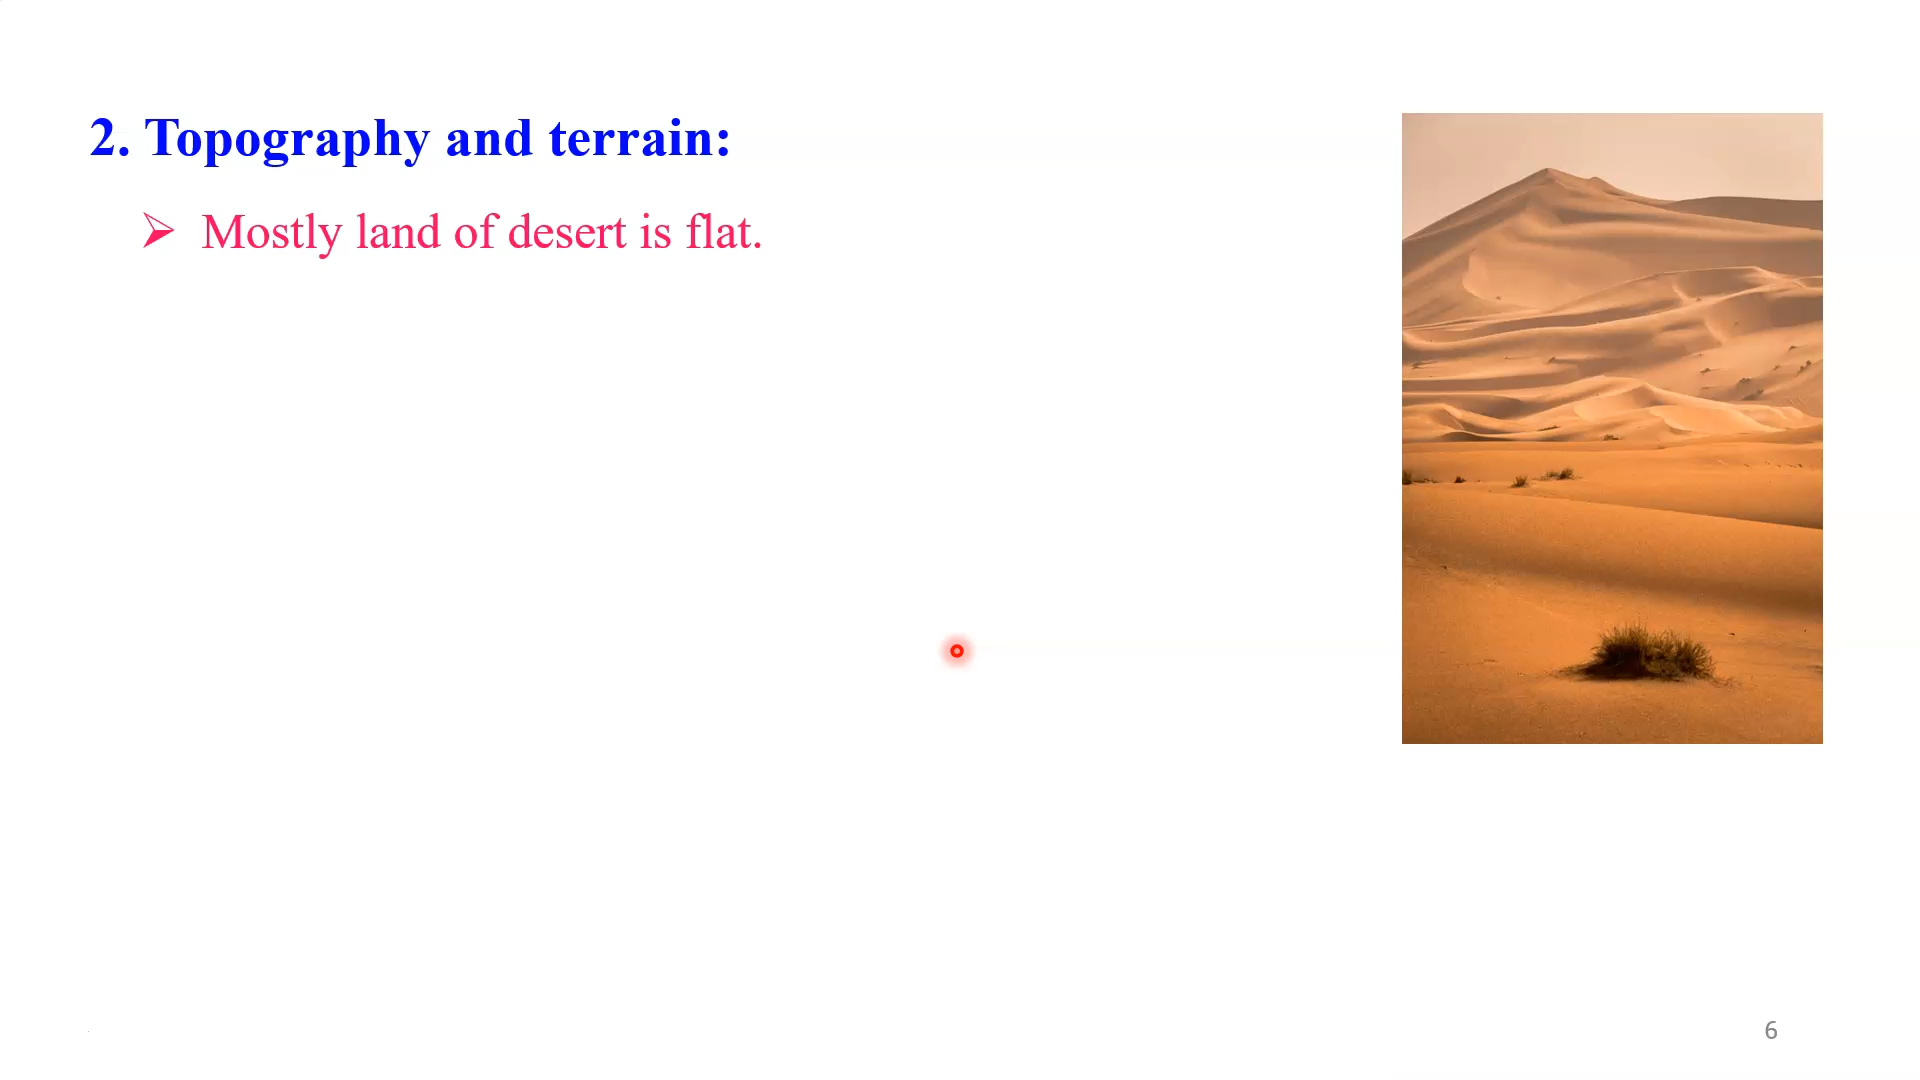 2. Topography and terrain:
➢ Mostly land of desert is flat.
6